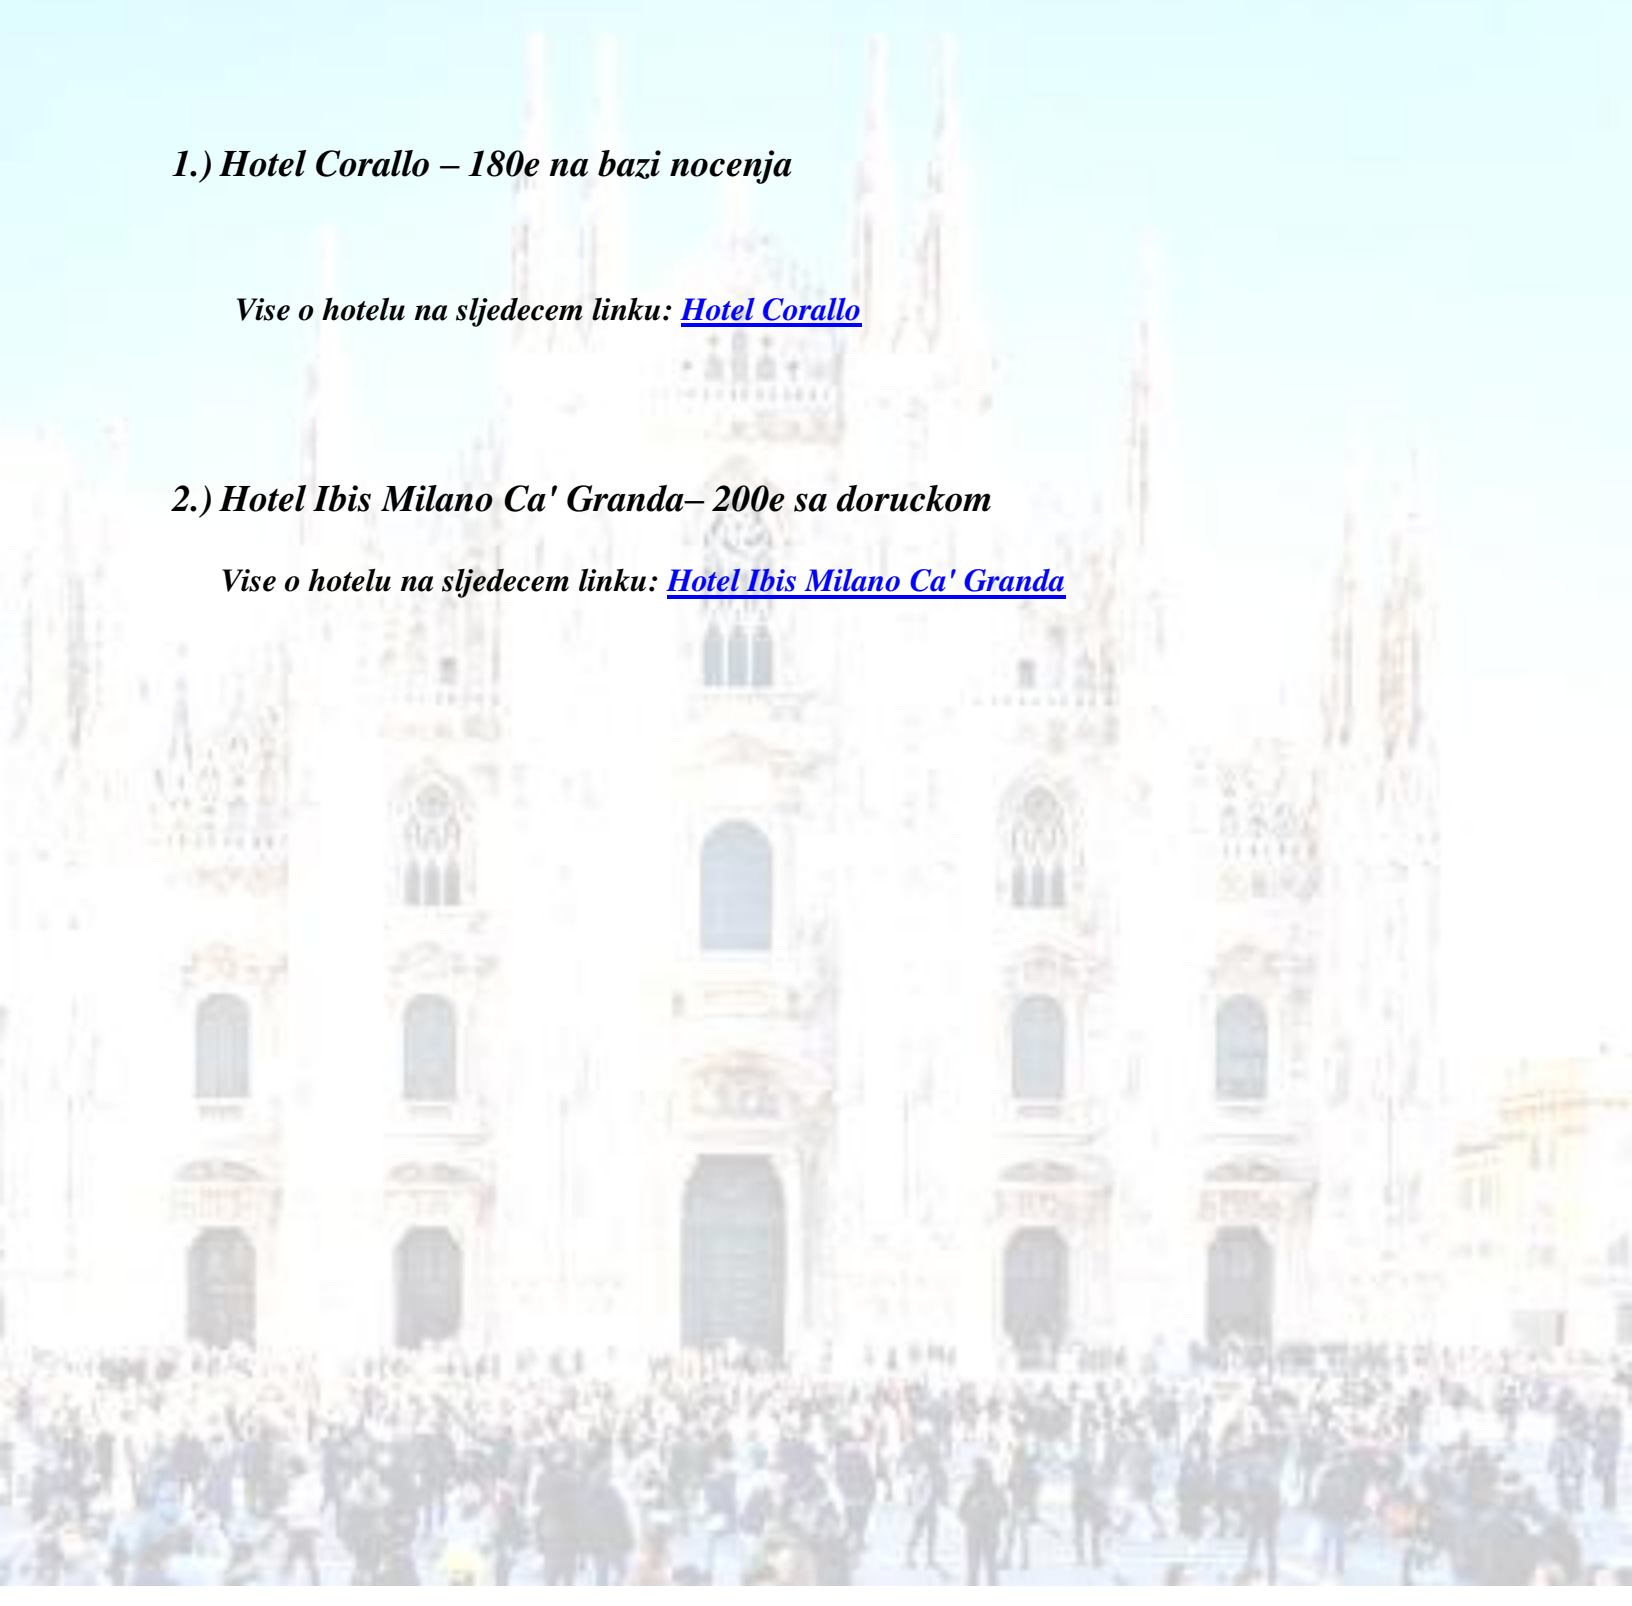 1.) Hotel Corallo – 180e na bazi nocenja
Vise o hotelu na sljedecem linku: Hotel Corallo
2.) Hotel Ibis Milano Ca' Granda– 200e sa doruckom
Vise o hotelu na sljedecem linku: Hotel Ibis Milano Ca' Granda